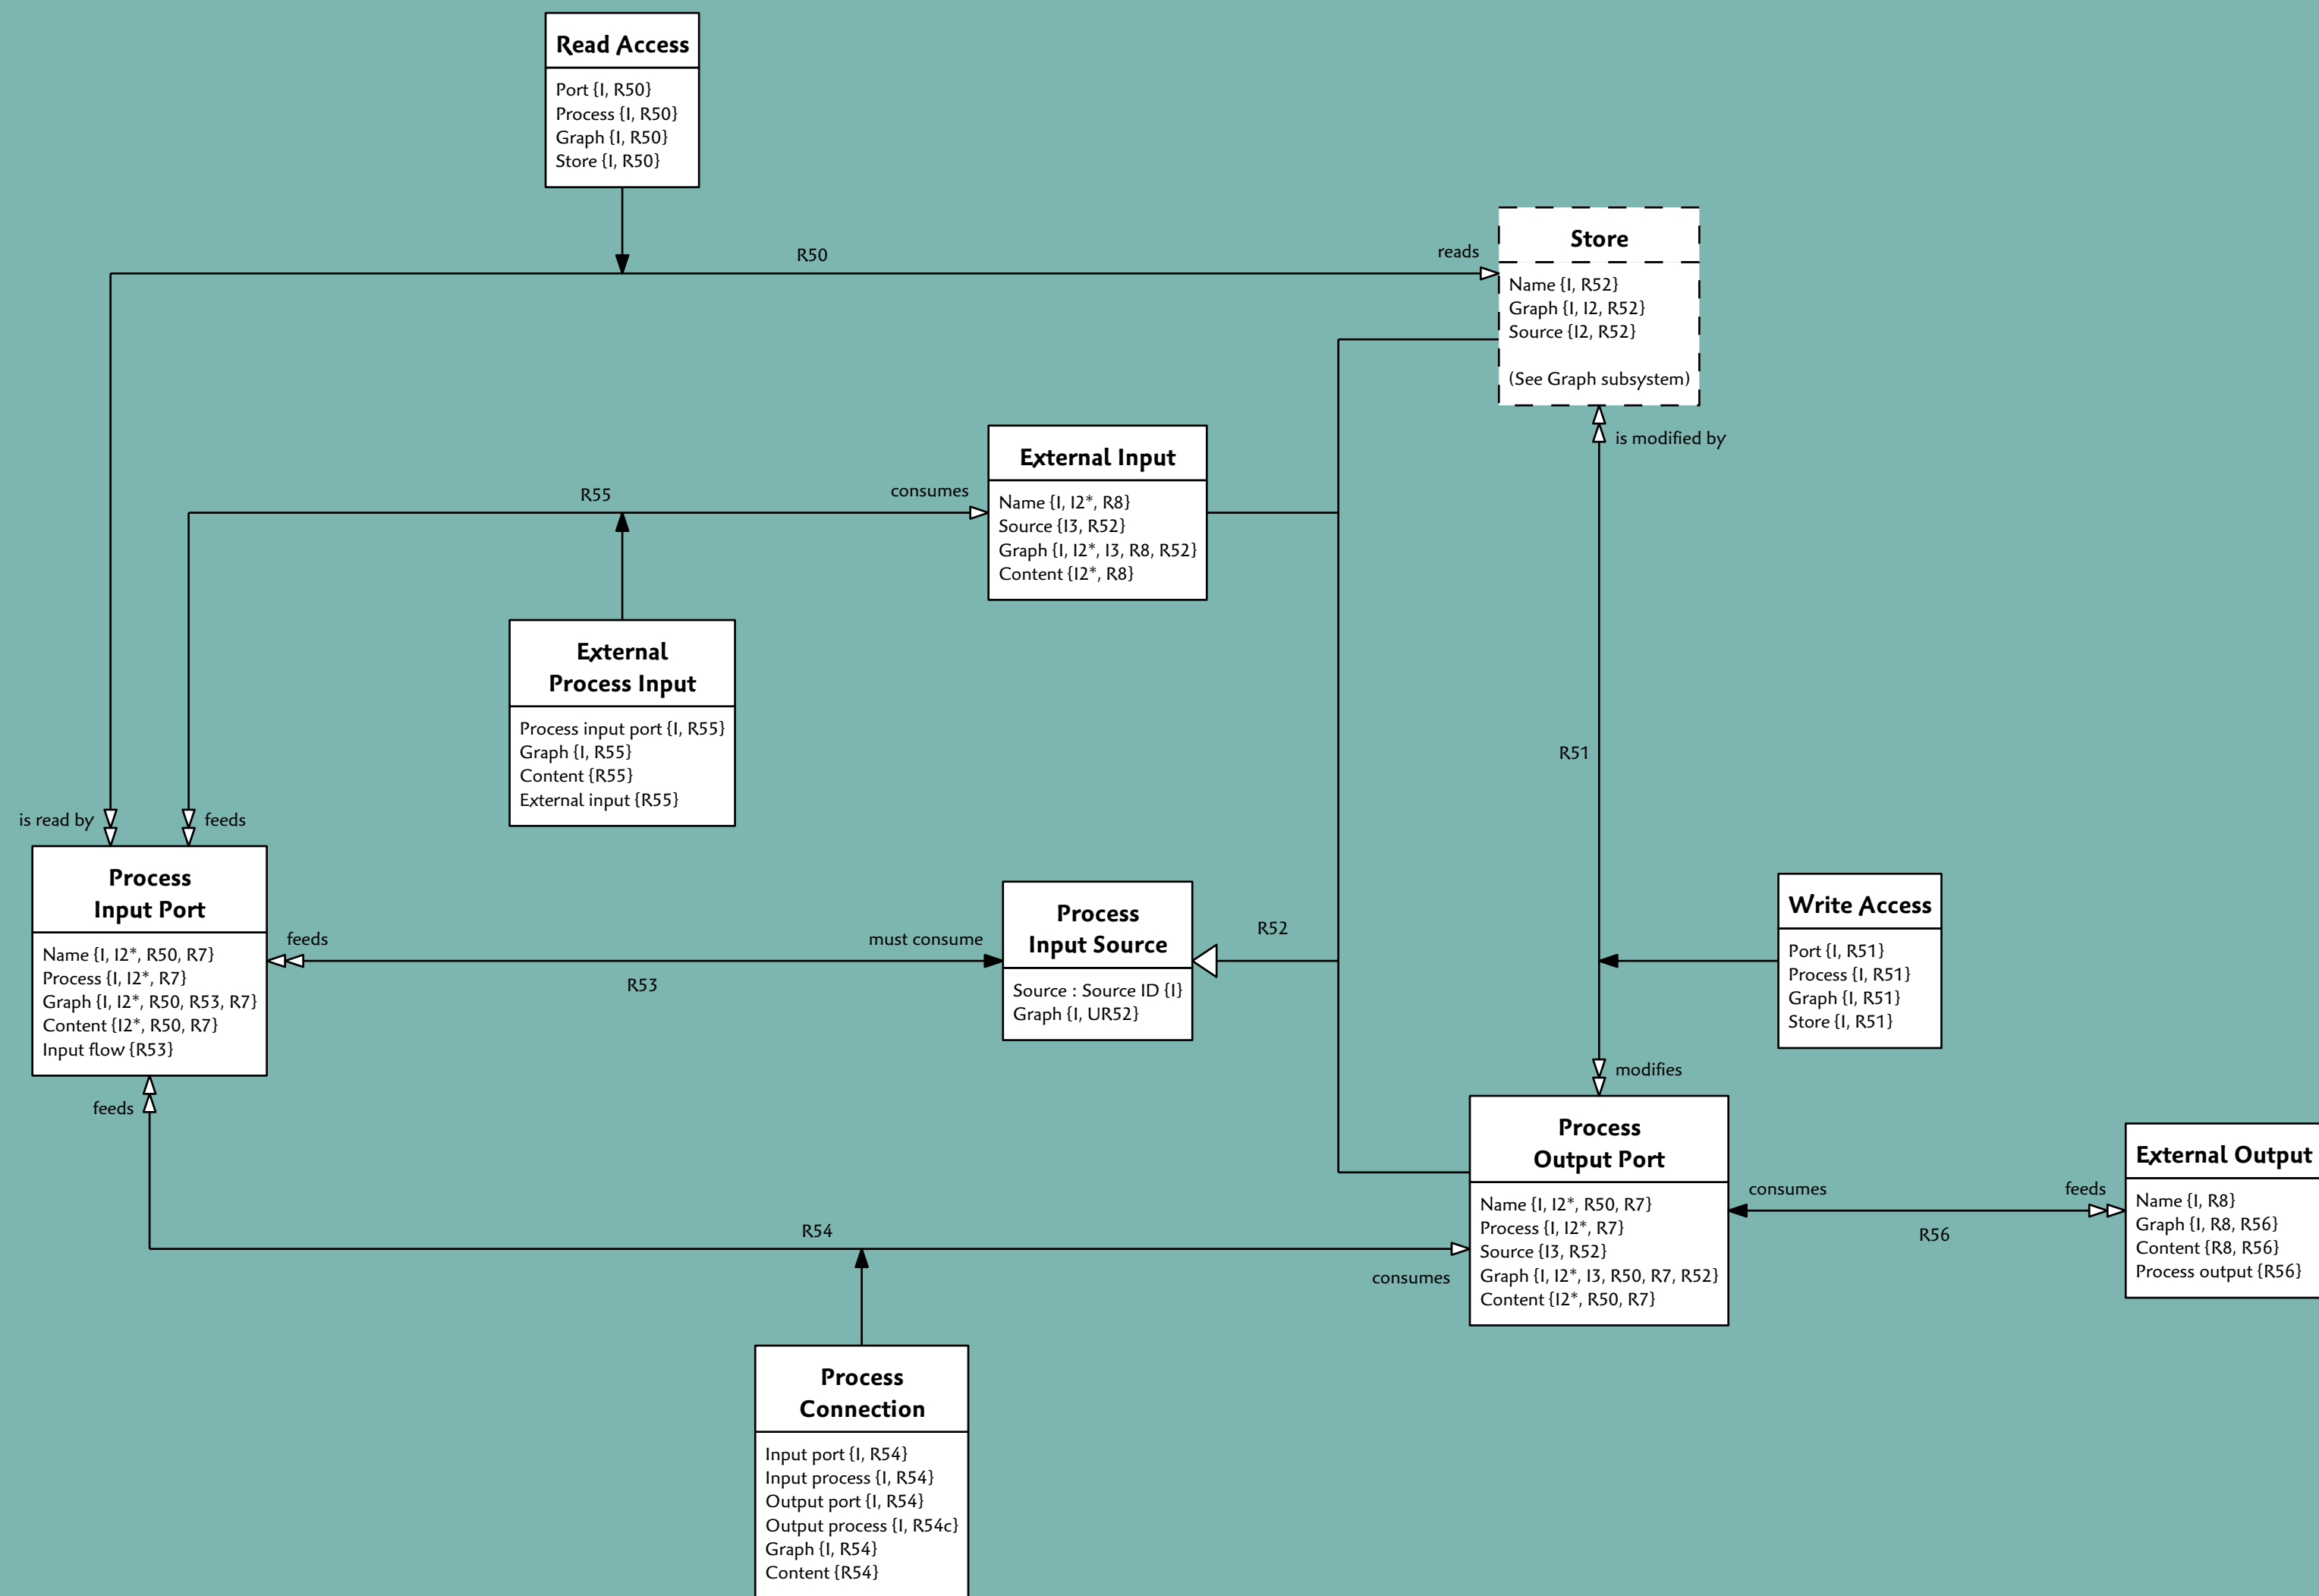 Read Access
Port {I, R50}
Process {I, R50}
Graph {I, R50}
Store {I, R50}
R50
reads
Store
Name {I, R52}
Graph {I, I2, R52}
Source {I2, R52}
(See Graph subsystem)
is modified by
R55
consumes
External Input
Name {I, I2*, R8}
Source {I3, R52}
Graph {I, I2*, I3, R8, R52}
Content {I2*, R8}
External
Process Input
Process input port {I, R55}
Graph {I, R55}
Content {R55}
External input {R55}
R51
is read by
feeds
Process
Input Port
Name {I, I2*, R50, R7}
Process {I, I2*, R7}
Graph {I, I2*, R50, R53, R7}
Content {I2*, R50, R7}
Input flow {R53}
feeds
must consume
R53
Process
Input Source
Source : Source ID {I}
Graph {I, UR52}
R52
Write Access
Port {I, R51}
Process {I, R51}
Graph {I, R51}
Store {I, R51}
modifies
feeds
Process
Output Port
Name {I, I2*, R50, R7}
Process {I, I2*, R7}
Source {I3, R52}
Graph {I, I2*, I3, R50, R7, R52}
Content {I2*, R50, R7}
consumes
feeds
R56
External Output
Name {I, R8}
Graph {I, R8, R56}
Content {R8, R56}
Process output {R56}
R54
consumes
Process
Connection
Input port {I, R54}
Input process {I, R54}
Output port {I, R54}
Output process {I, R54c}
Graph {I, R54}
Content {R54}